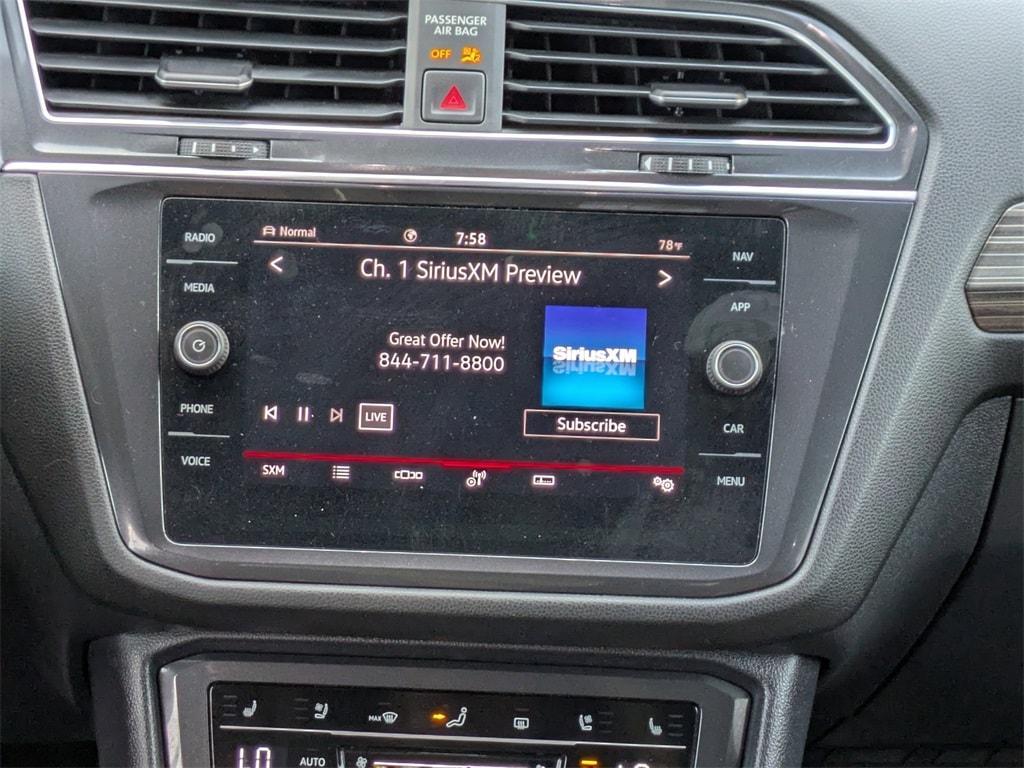 PASSENGER
AIR BAG
OFF
RADIO
MEDIA
PHONE
VOICE
Normal
7:58
78°F
< Ch. 1 SiriusXM Preview >
Great Offer Now!
844-711-8800
SiriusXM
LIVE
Subscribe
SXM
NAV
APP
CAR
MENU
MAX
LO
AUTO